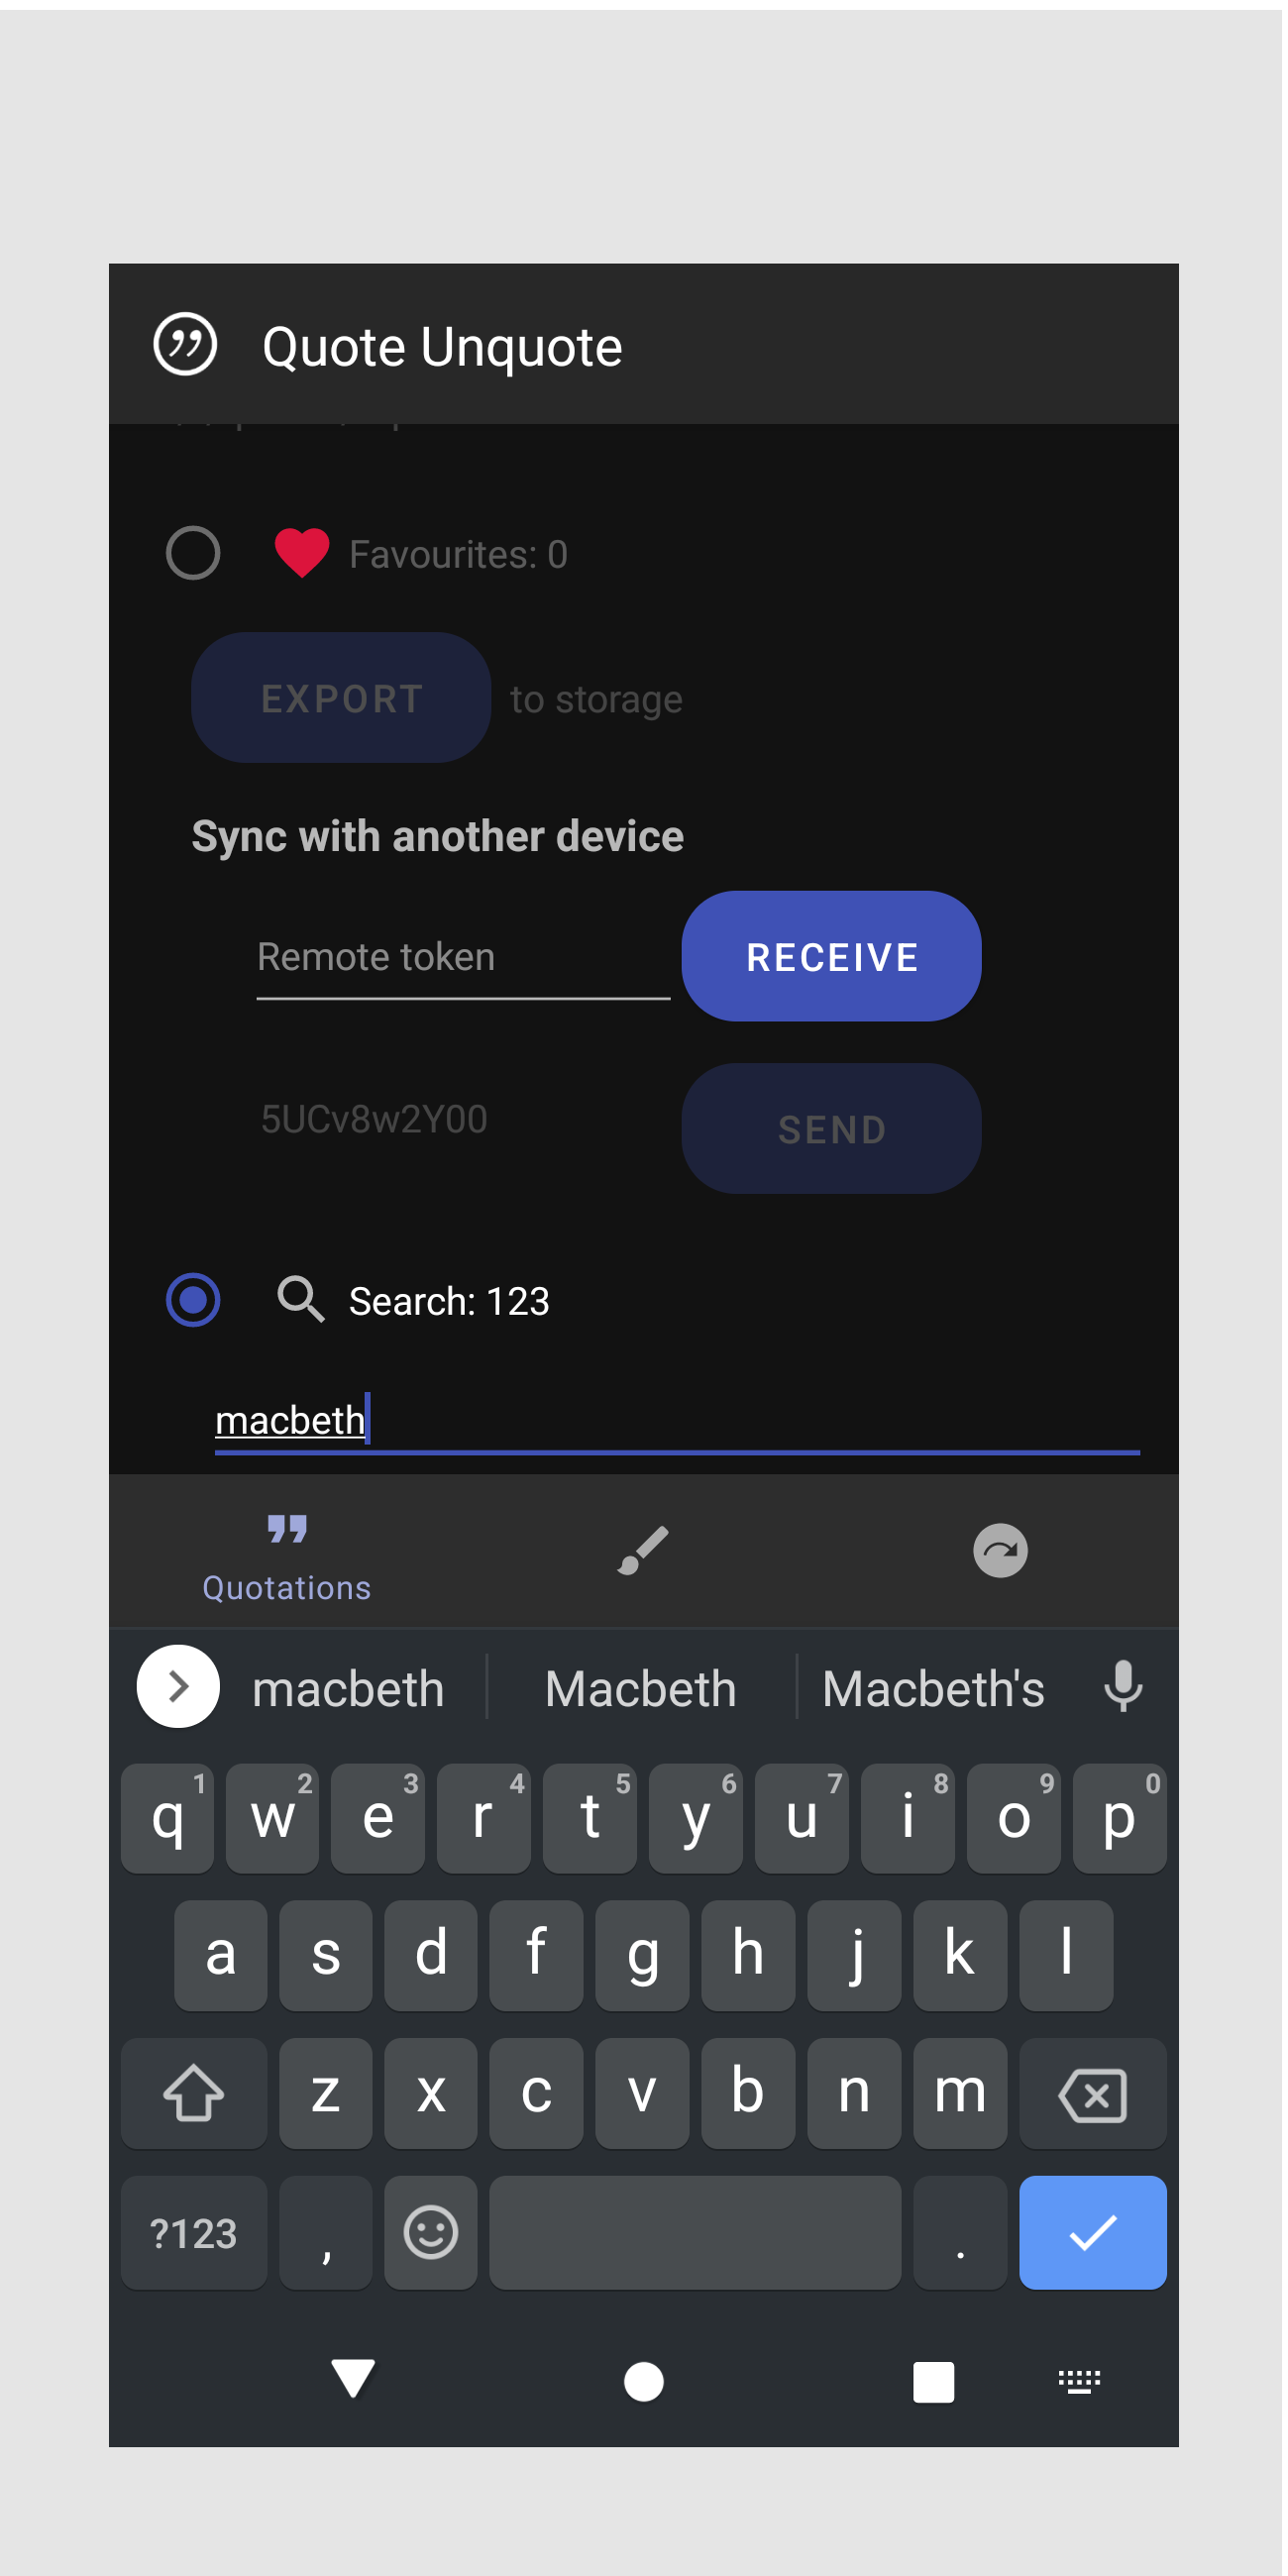 Quote Unquote
Favourites: 0
EXPORT to storage
Sync with another device
Remote token RECEIVE
5UCv8w2Y00 SEND
Search: 123
macbeth
Quotations
macbeth Macbeth Macbeth's
q 1 w 2 e 3 r 4 t 5 y 6 u 7 i 8 o 9 p 0
a s d f g h j k l
z x c v b n m
?123 , .